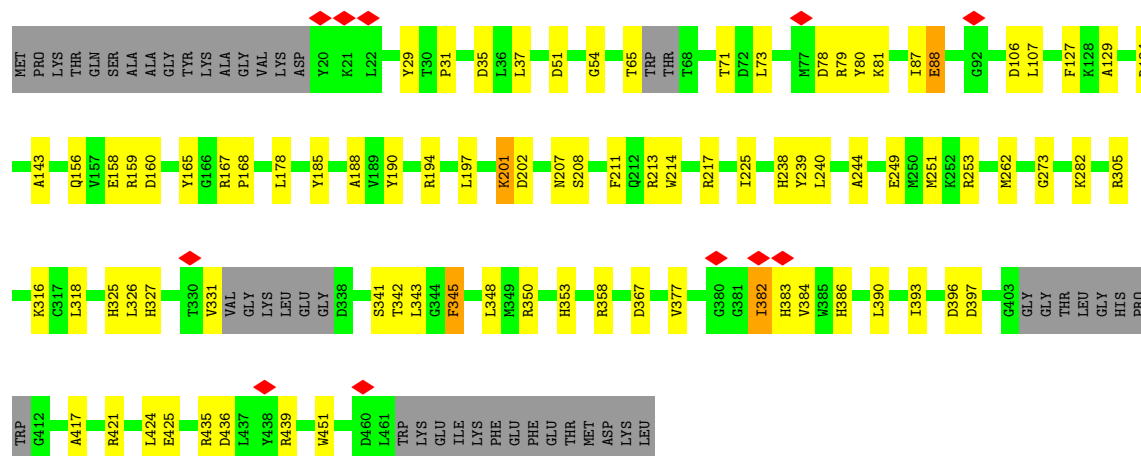 MET PRO LYS THR GLN SER ALA ALA GLY TYR LYS ALA GLY VAL LYS ASP Y20 K21 L22 Y29 T30 P31 D35 L36 L37 D51 G54 T65 TRP THR T68 T71 D72 L73 M77 D78 R79 Y80 K81 I87 E88 G92 D106 L107 F127 K128 A129
A143 Q156 V157 E158 R159 D160 Y165 G166 R167 P168 L178 Y185 A188 V189 Y190 R194 L197 K201 D202 N207 S208 F211 Q212 R213 W214 R217 I225 H238 Y239 L240 A244 E249 M250 M251 K252 R253 M262 G273 K282 R305
K316 C317 L318 H325 L326 H327 T330 V331 VAL GLY LYS LEU GLU GLY D338 S341 T342 L343 G344 F345 L348 M349 R350 H353 R358 D367 V377 G380 G381 I382 H383 V384 W385 H386 L390 I393 D396 D397 G403 GLY GLY THR LEU GLY HIS PRO
TRP G412 A417 R421 L424 E425 R435 D436 L437 Y438 R439 W451 D460 L461 TRP LYS GLU ILE LYS PHE GLU PHE GLU THR MET ASP LYS LEU